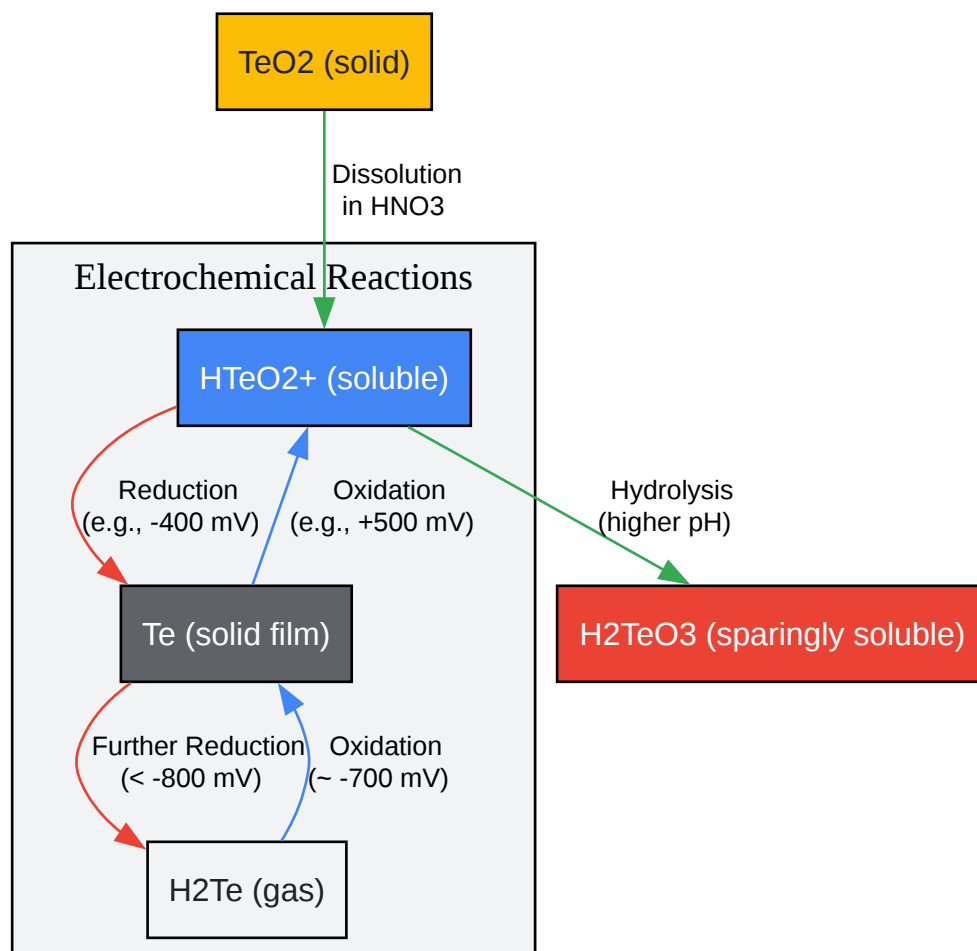 TeO2 (solid)
Dissolution
in HNO3
Electrochemical Reactions
HTeO2+ (soluble)
Reduction
(e.g., -400 mV)
Oxidation
(e.g., +500 mV)
Hydrolysis
(higher pH)
Te (solid film)
H2TeO3 (sparingly soluble)
Further Reduction
(< -800 mV)
Oxidation
(~ -700 mV)
H2Te (gas)